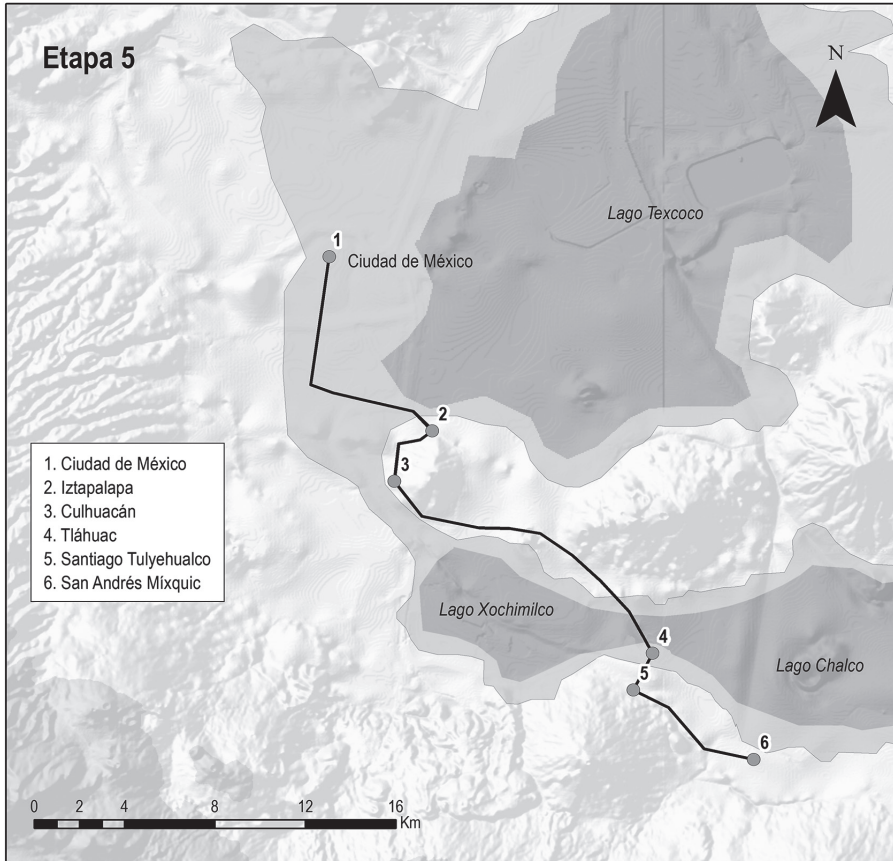 Etapa 5
N
Lago Texcoco
1
Ciudad de México
2
3
1. Ciudad de México
2. Iztapalapa
3. Culhuacán
4. Tláhuac
5. Santiago Tulyehualco
6. San Andrés Míxquic
Lago Xochimilco
4
Lago Chalco
5
6
0 2 4 8 12 16
Km